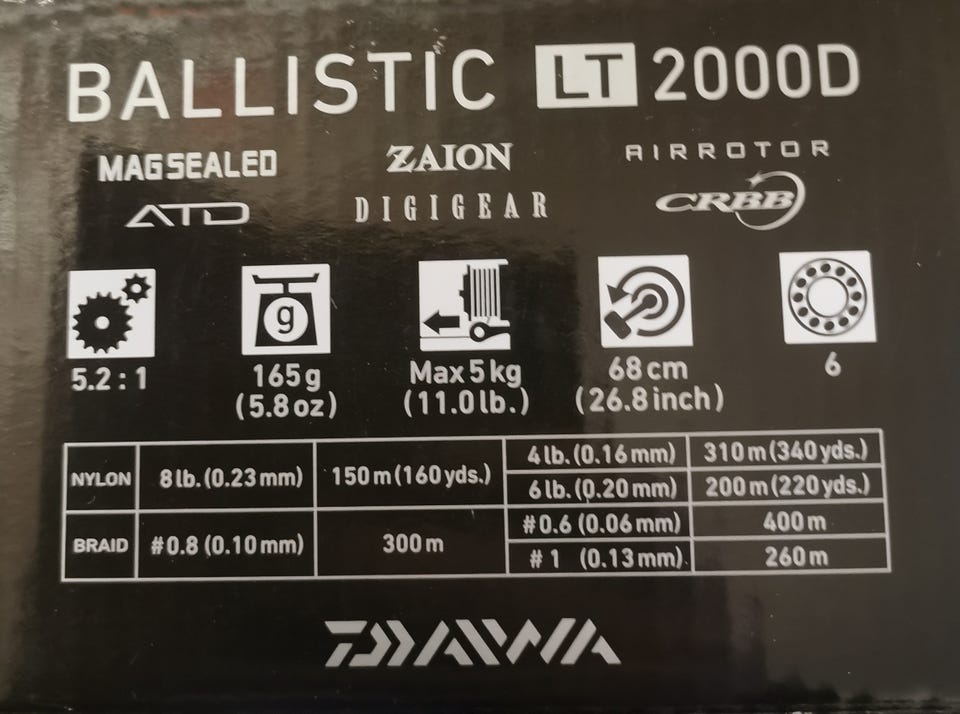 BALLISTIC LT 2000D
MAGSEALED ZAION AIRROTOR
ATD DIGIGEAR CRBB
g
5.2 : 1 165g Max 5kg 68cm 6
(5.8oz) (11.0lb.) (26.8inch)
NYLON 8lb. (0.23mm) 150m (160yds.) 4lb. (0.16mm) 310m (340yds.)
6lb. (0.20mm) 200m (220yds.)
BRAID #0.8 (0.10mm) 300m #0.6 (0.06mm) 400m
#1 (0.13mm) 260m
DAIWA